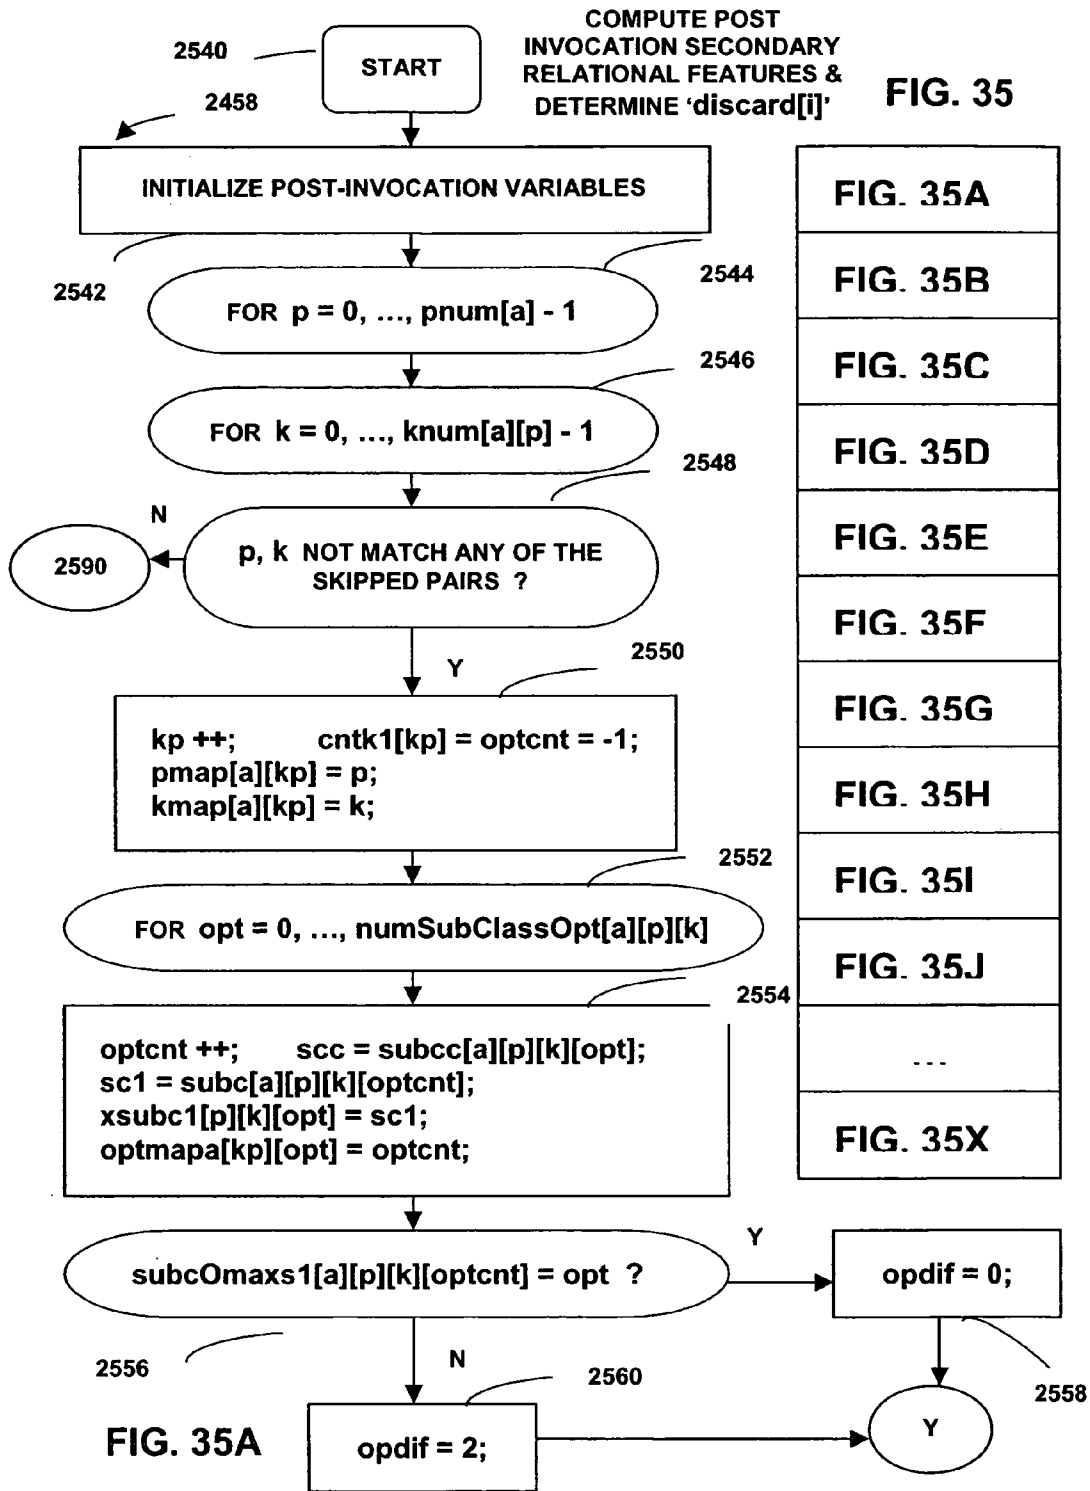 COMPUTE POST
INVOCATION SECONDARY
RELATIONAL FEATURES &
DETERMINE 'discard[i]'
FIG. 35
2540
START
2458
INITIALIZE POST-INVOCATION VARIABLES
2542
2544
FOR p = 0, ..., pnum[a] - 1
2546
FOR k = 0, ..., knum[a][p] - 1
2548
N
2590
p, k NOT MATCH ANY OF THE
SKIPPED PAIRS ?
Y
2550
kp ++; cntk1[kp] = optcnt = -1;
pmap[a][kp] = p;
kmap[a][kp] = k;
2552
FOR opt = 0, ..., numSubClassOpt[a][p][k]
2554
optcnt ++; scc = subcc[a][p][k][opt];
sc1 = subc[a][p][k][optcnt];
xsubc1[p][k][opt] = sc1;
optmapa[kp][opt] = optcnt;
subcOmaxs1[a][p][k][optcnt] = opt ?
Y
opdif = 0;
2556
N
2560
2558
opdif = 2;
Y
FIG. 35A
FIG. 35A
FIG. 35B
FIG. 35C
FIG. 35D
FIG. 35E
FIG. 35F
FIG. 35G
FIG. 35H
FIG. 35I
FIG. 35J
...
FIG. 35X